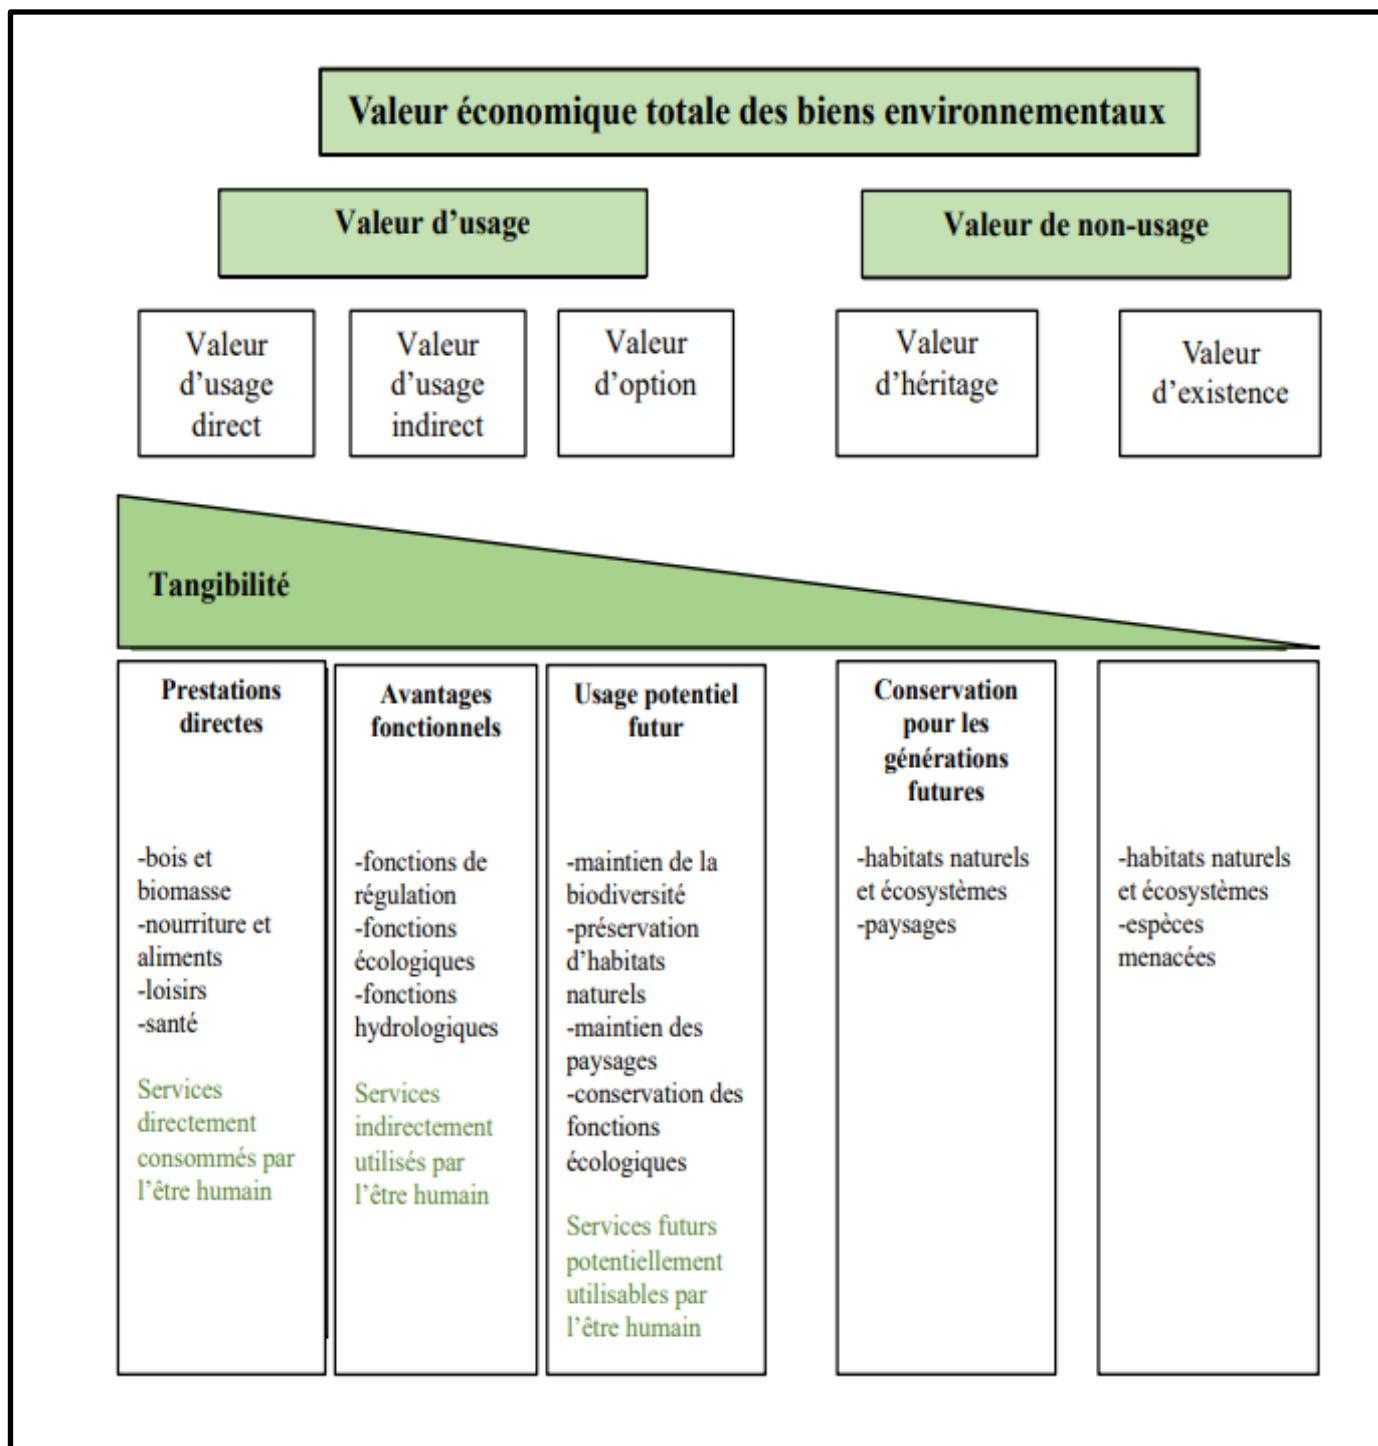 Valeur économique totale des biens environnementaux
Valeur d’usage
Valeur de non-usage
Valeur
d’usage
direct
Valeur
d’usage
indirect
Valeur
d’option
Valeur
d’héritage
Valeur
d’existence
Tangibilité
Prestations
directes
-bois et
biomasse
-nourriture et
aliments
-loisirs
-santé
Services
directement
consommés par
l’être humain
Avantages
fonctionnels
-fonctions de
régulation
-fonctions
écologiques
-fonctions
hydrologiques
Services
indirectement
utilisés par
l’être humain
Usage potentiel
futur
-maintien de la
biodiversité
-préservation
d’habitats
naturels
-maintien des
paysages
-conservation des
fonctions
écologiques
Services futurs
potentiellement
utilisables par
l’être humain
Conservation
pour les
générations
futures
-habitats naturels
et écosystèmes
-paysages
-habitats naturels
et écosystèmes
-espèces
menacées